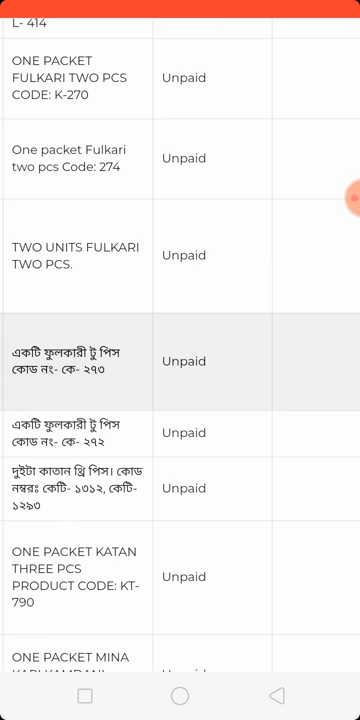 L- 414
ONE PACKET
FULKARI TWO PCS
CODE: K-270
Unpaid
One packet Fulkari
two pcs Code: 274
Unpaid
TWO UNITS FULKARI
TWO PCS.
Unpaid
একটি ফুলকারী টু পিস
কোড নং- কে- ২৭৩
Unpaid
একটি ফুলকারী টু পিস
কোড নং- কে- ২৭২
Unpaid
দুইটা কাতান থ্রি পিস। কোড
নম্বরঃ কেটি- ১৩১২, কেটি-
১২৯৩
Unpaid
ONE PACKET KATAN
THREE PCS
PRODUCT CODE: KT-
790
Unpaid
ONE PACKET MINA